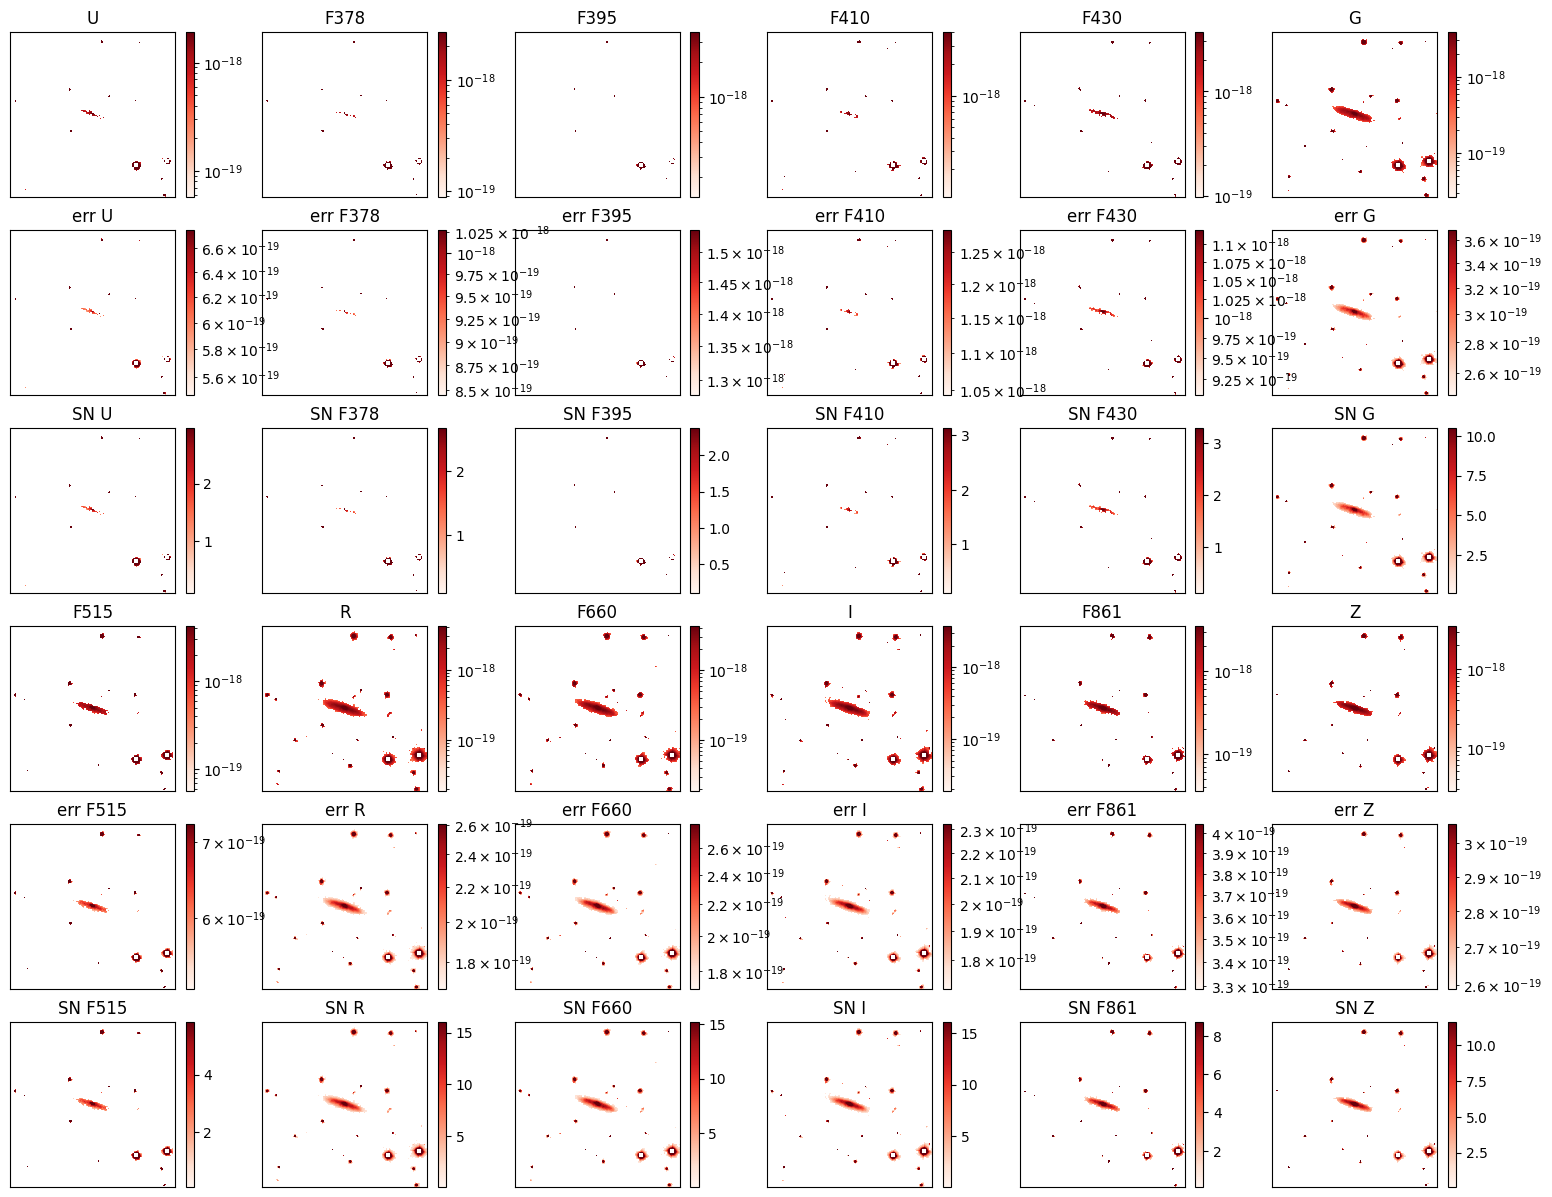 U F378 F395 F410 F430 G
10⁻¹⁸ 10⁻¹⁸ 10⁻¹⁸ 10⁻¹⁸ 10⁻¹⁸ 10⁻¹⁸
10⁻¹⁹ 10⁻¹⁹ 10⁻¹⁹ 10⁻¹⁹
err U err F378 err F395 err F410 err F430 err G
6.6 × 10⁻¹⁹ 1.025 × 10⁻¹⁸ 1.5 × 10⁻¹⁸ 1.25 × 10⁻¹⁸ 1.1 × 10⁻¹⁸ 3.6 × 10⁻¹⁹
6.4 × 10⁻¹⁹ 10⁻¹⁸ 1.45 × 10⁻¹⁸ 1.20 × 10⁻¹⁸ 1.075 × 10⁻¹⁸ 3.4 × 10⁻¹⁹
6.2 × 10⁻¹⁹ 9.75 × 10⁻¹⁹ 1.4 × 10⁻¹⁸ 1.15 × 10⁻¹⁸ 1.05 × 10⁻¹⁸ 3.2 × 10⁻¹⁹
6 × 10⁻¹⁹ 9.5 × 10⁻¹⁹ 1.35 × 10⁻¹⁸ 1.10 × 10⁻¹⁸ 1.025 × 10⁻¹⁸ 3 × 10⁻¹⁹
5.8 × 10⁻¹⁹ 9.25 × 10⁻¹⁹ 1.3 × 10⁻¹⁸ 1.05 × 10⁻¹⁸ 10⁻¹⁸ 2.8 × 10⁻¹⁹
5.6 × 10⁻¹⁹ 9 × 10⁻¹⁹ 9.75 × 10⁻¹⁹ 2.6 × 10⁻¹⁹
8.75 × 10⁻¹⁹ 9.5 × 10⁻¹⁹
8.5 × 10⁻¹⁹ 9.25 × 10⁻¹⁹
SN U SN F378 SN F395 SN F410 SN F430 SN G
2 2 2.0 3 3 10.0
1 1 1.5 2 2 7.5
1.0 1 1 5.0
0.5 2.5
F515 R F660 I F861 Z
10⁻¹⁸ 10⁻¹⁸ 10⁻¹⁸ 10⁻¹⁸ 10⁻¹⁸ 10⁻¹⁸
10⁻¹⁹ 10⁻¹⁹ 10⁻¹⁹ 10⁻¹⁹ 10⁻¹⁹ 10⁻¹⁹
err F515 err R err F660 err I err F861 err Z
7 × 10⁻¹⁹ 2.6 × 10⁻¹⁹ 2.6 × 10⁻¹⁹ 2.3 × 10⁻¹⁹ 4 × 10⁻¹⁹ 3 × 10⁻¹⁹
6 × 10⁻¹⁹ 2.4 × 10⁻¹⁹ 2.4 × 10⁻¹⁹ 2.2 × 10⁻¹⁹ 3.9 × 10⁻¹⁹ 2.9 × 10⁻¹⁹
2.2 × 10⁻¹⁹ 2.2 × 10⁻¹⁹ 2.1 × 10⁻¹⁹ 3.8 × 10⁻¹⁹ 2.8 × 10⁻¹⁹
2 × 10⁻¹⁹ 2 × 10⁻¹⁹ 2 × 10⁻¹⁹ 3.7 × 10⁻¹⁹ 2.7 × 10⁻¹⁹
1.8 × 10⁻¹⁹ 1.8 × 10⁻¹⁹ 1.9 × 10⁻¹⁹ 3.6 × 10⁻¹⁹ 2.6 × 10⁻¹⁹
1.8 × 10⁻¹⁹ 3.5 × 10⁻¹⁹
3.4 × 10⁻¹⁹
3.3 × 10⁻¹⁹
SN F515 SN R SN F660 SN I SN F861 SN Z
4 15 15 15 8 10.0
2 10 10 10 6 7.5
5 5 5 4 5.0
2 2.5